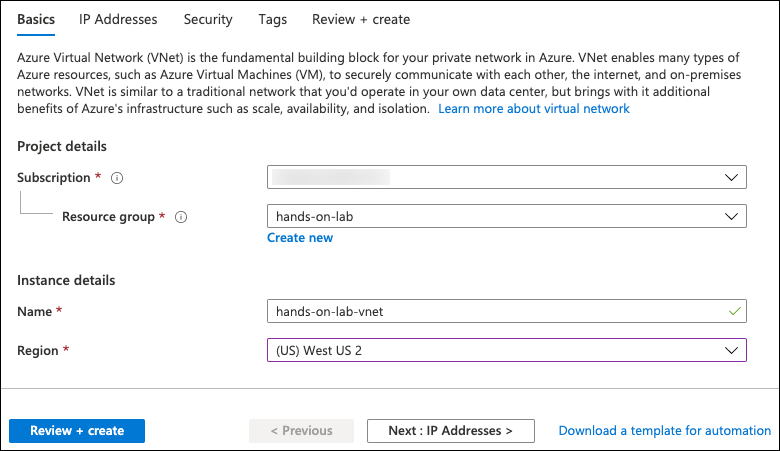 Basics IP Addresses Security Tags Review + create
Azure Virtual Network (VNet) is the fundamental building block for your private network in Azure. VNet enables many types of
Azure resources, such as Azure Virtual Machines (VM), to securely communicate with each other, the internet, and on-premises
networks. VNet is similar to a traditional network that you'd operate in your own data center, but brings with it additional
benefits of Azure's infrastructure such as scale, availability, and isolation. Learn more about virtual network
Project details
Subscription *
Resource group * hands-on-lab
Create new
Instance details
Name * hands-on-lab-vnet
Region * (US) West US 2
Review + create < Previous Next : IP Addresses > Download a template for automation